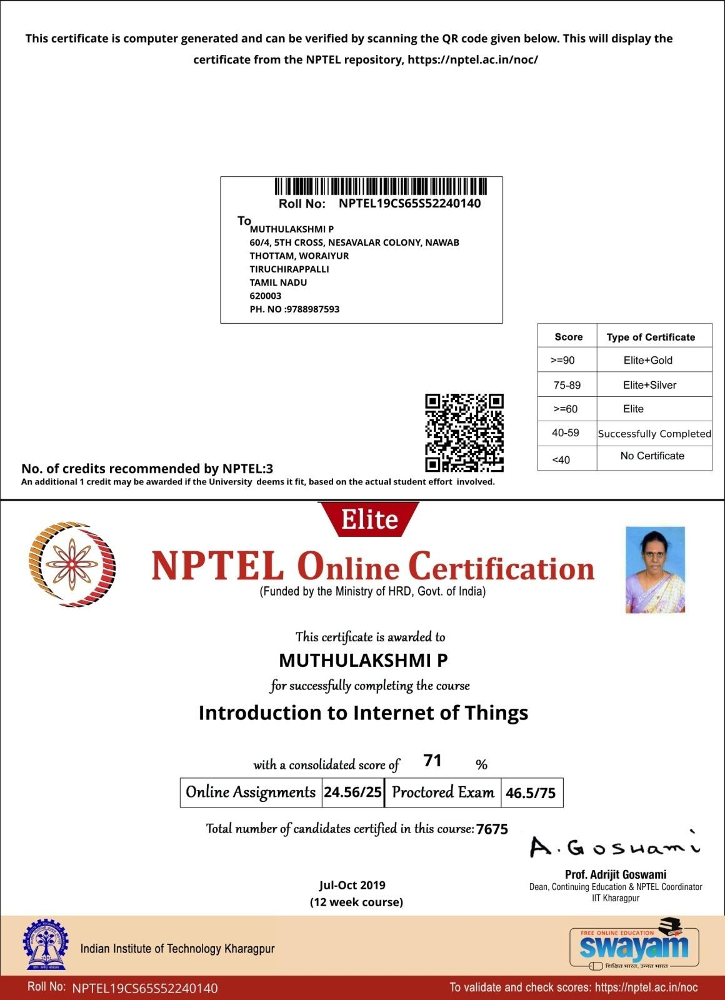 This certificate is computer generated and can be verified by scanning the QR code given below. This will display the
certificate from the NPTEL repository, https://nptel.ac.in/noc/
Roll No: NPTEL19CS65S52240140
To
MUTHULAKSHMI P
60/4, 5TH CROSS, NESAVALAR COLONY, NAWAB
THOTTAM, WORAIYUR
TIRUCHIRAPPALLI
TAMIL NADU
620003
PH. NO :9788987593
Score Type of Certificate
>=90 Elite+Gold
75-89 Elite+Silver
>=60 Elite
40-59 Successfully Completed
<40 No Certificate
No. of credits recommended by NPTEL:3
An additional 1 credit may be awarded if the University deems it fit, based on the actual student effort involved.
Elite
NPTEL Online Certification
(Funded by the Ministry of HRD, Govt. of India)
This certificate is awarded to
MUTHULAKSHMI P
for successfully completing the course
Introduction to Internet of Things
with a consolidated score of 71 %
Online Assignments 24.56/25 Proctored Exam 46.5/75
Total number of candidates certified in this course: 7675
A. Goswami
Prof. Adrijit Goswami
Dean, Continuing Education & NPTEL Coordinator
IIT Kharagpur
Jul-Oct 2019
(12 week course)
Indian Institute of Technology Kharagpur
FREE ONLINE EDUCATION
swayam
शिक्षित भारत, उन्नत भारत
Roll No: NPTEL19CS65S52240140
To validate and check scores: https://nptel.ac.in/noc